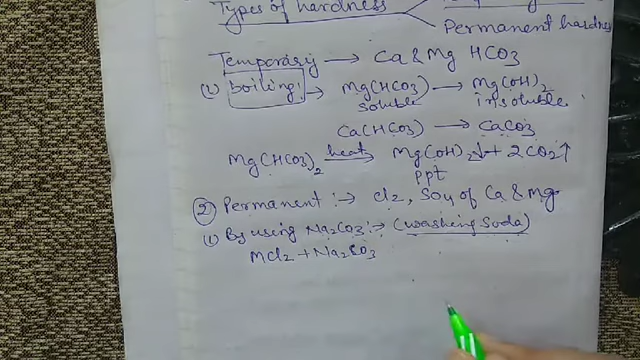 Types of hardness
Permanent hardness
Temporary → Ca & Mg HCO3
(1) boiling: → Mg(HCO3) → Mg(OH)2
soluble insoluble.
Ca(HCO3) → CaCO3
Mg(HCO3)2 heat→ Mg(OH)2↓ + 2CO2↑
ppt
② Permanent :→ Cl2, SO4 of Ca & Mg
(1) By using Na2CO3 :→ (washing soda)
MCl2 + Na2CO3